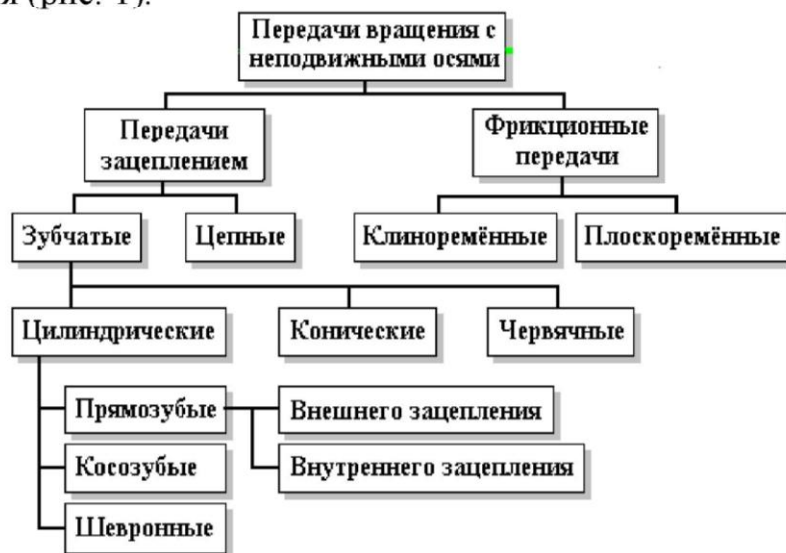 я (рис. 1).
Передачи вращения с
неподвижными осями
Передачи
зацеплением
Фрикционные
передачи
Зубчатые
Цепные
Клиноремённые
Плоскоремённые
Цилиндрические
Конические
Червячные
Прямозубые
Внешнего зацепления
Косозубые
Внутреннего зацепления
Шевронные